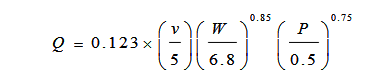 Q = 0.123 × (v/5) (W/6.8)^0.85 (P/0.5)^0.75